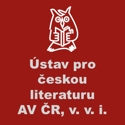 Ústav pro
českou
literaturu
AV ČR, v. v. i.